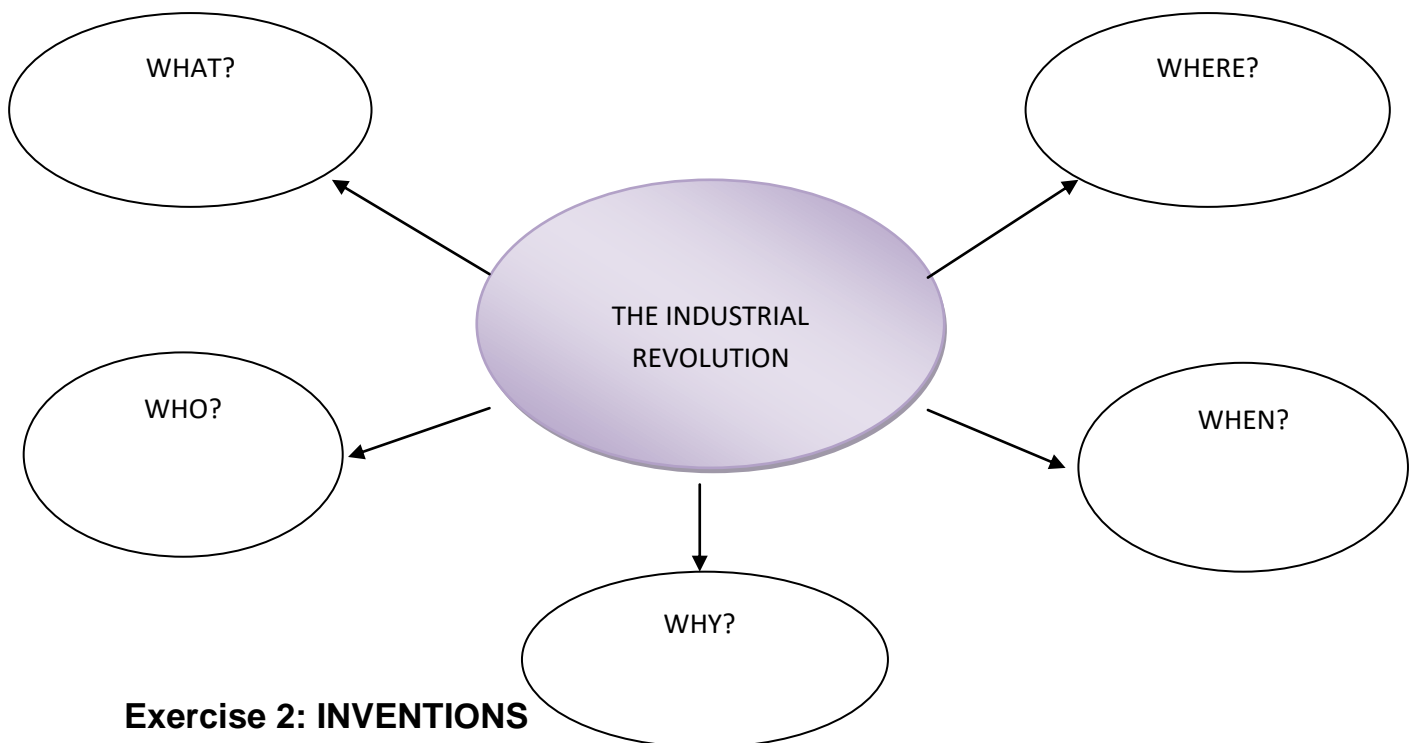 WHAT?
WHERE?
THE INDUSTRIAL
REVOLUTION
WHO?
WHEN?
WHY?
Exercise 2: INVENTIONS